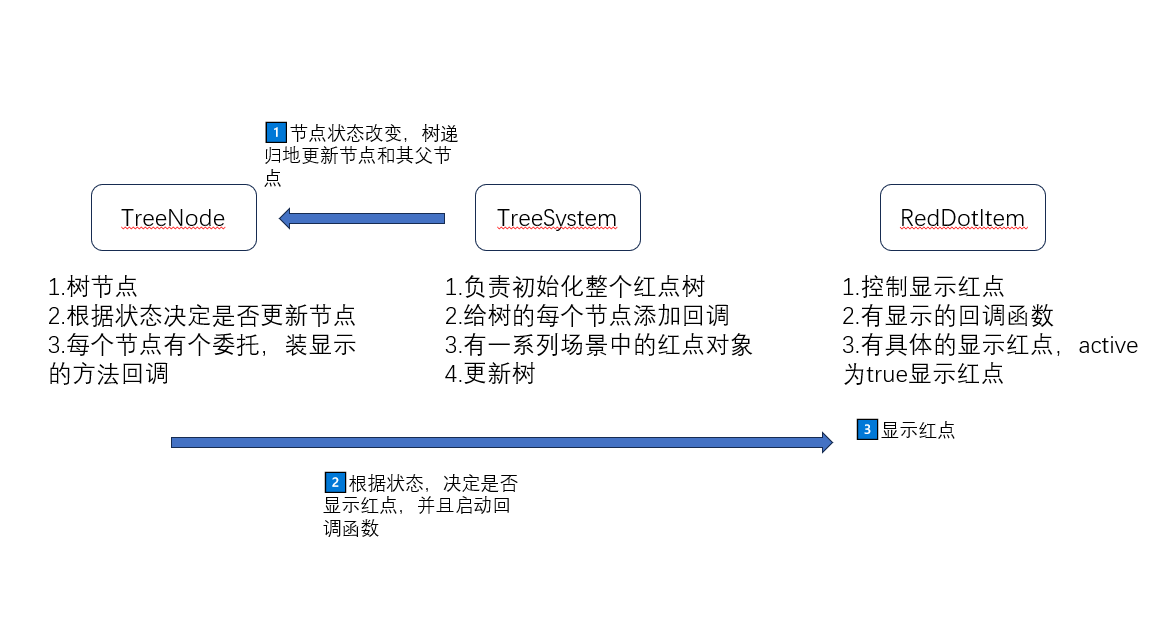 1 节点状态改变，树递
归地更新节点和其父节
点
TreeNode
TreeSystem
RedDotItem
1.树节点
2.根据状态决定是否更新节点
3.每个节点有个委托，装显示
的方法回调
1.负责初始化整个红点树
2.给树的每个节点添加回调
3.有一系列场景中的红点对象
4.更新树
1.控制显示红点
2.有显示的回调函数
3.有具体的显示红点，active
为true显示红点
3 显示红点
2 根据状态，决定是否
显示红点，并且启动回
调函数